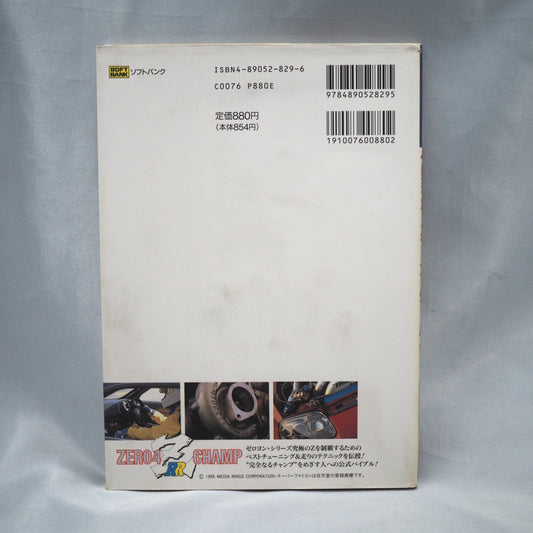 SOFT BANK ソフトバンク
ISBN4-89052-829-6
C0076 P880E
定価880円
(本体854円)
9784890528295
1910076008802
ZERO4 CHAMP
RR
ゼロヨン・シリーズ究極のZを制覇するための
ベストチューニング&走りのテクニックを伝授!
"完全なるチャンプ"をめざす人への公式バイブル!
© 1995 MEDIA RINGS CORPORATION・スーパーファミコンは任天堂の登録商標です。